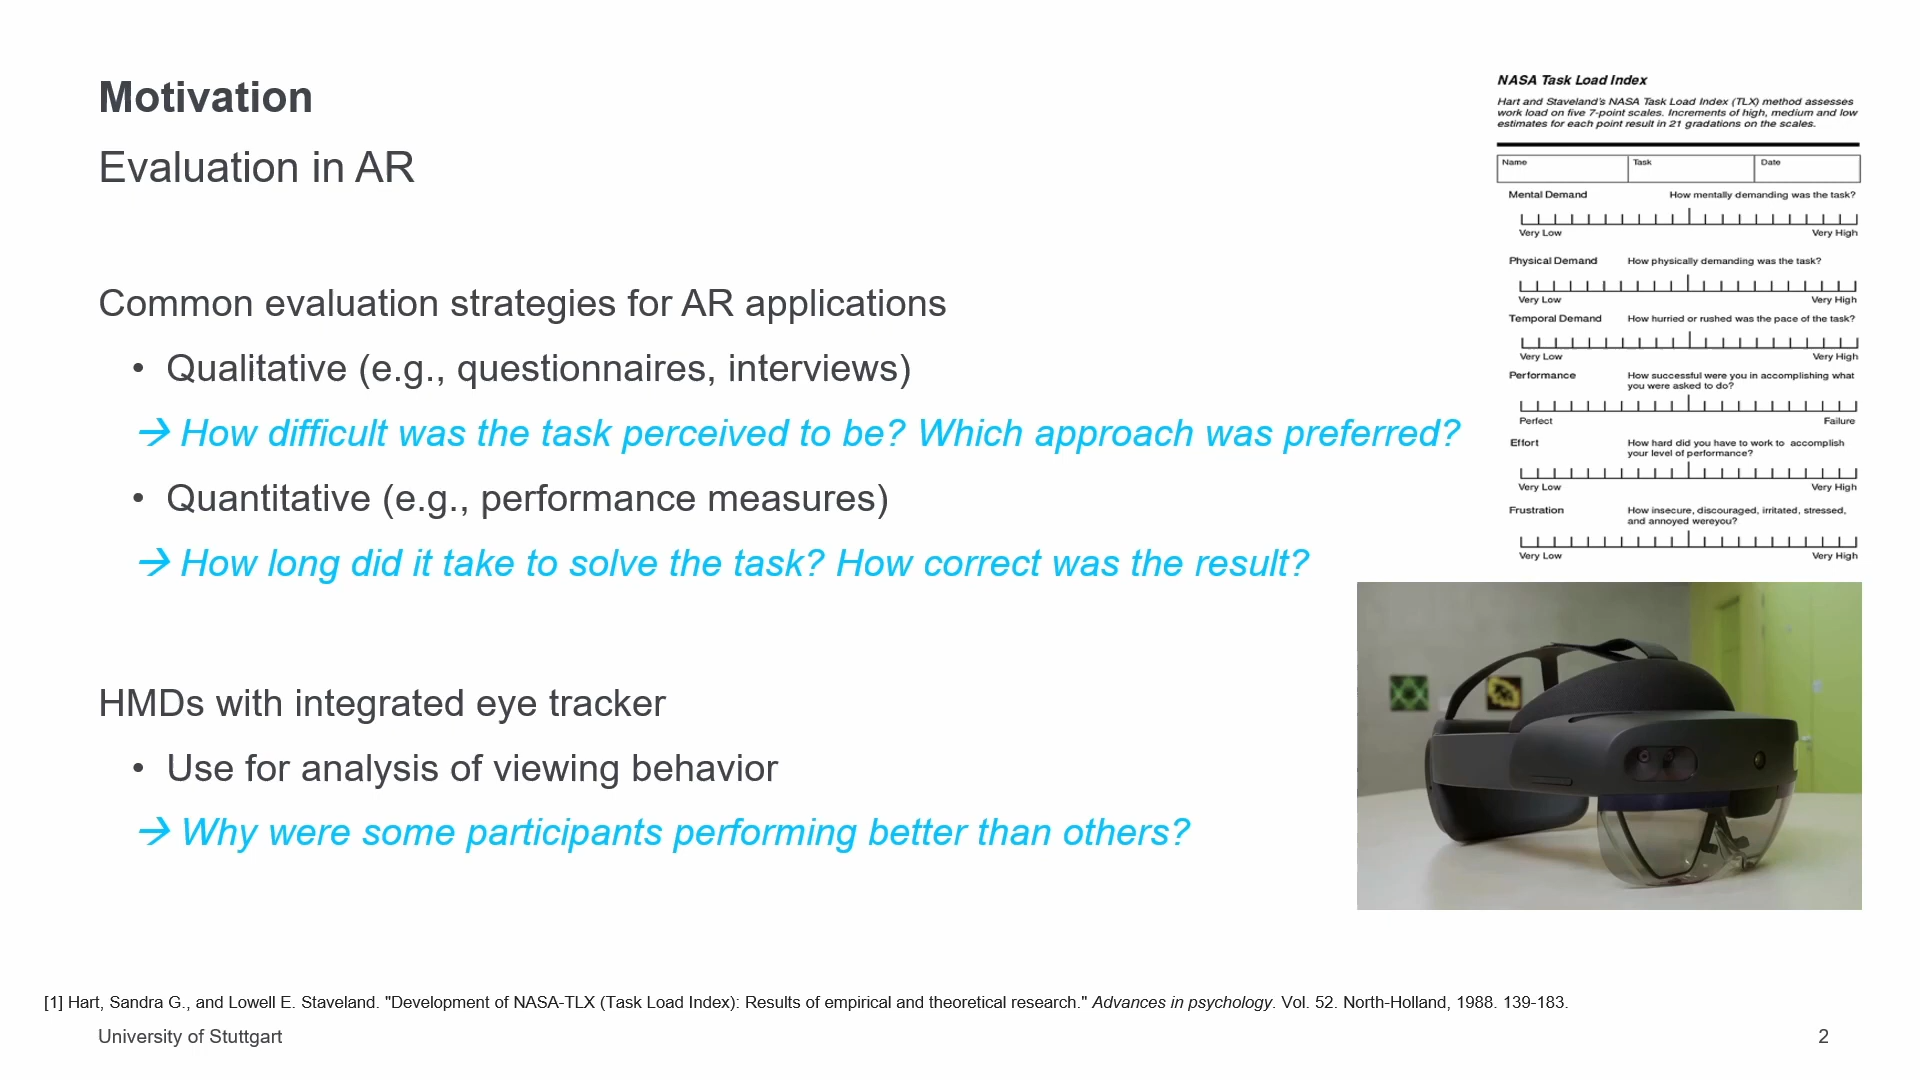 Motivation
Evaluation in AR
Common evaluation strategies for AR applications
• Qualitative (e.g., questionnaires, interviews)
→ How difficult was the task perceived to be? Which approach was preferred?
• Quantitative (e.g., performance measures)
→ How long did it take to solve the task? How correct was the result?
HMDs with integrated eye tracker
• Use for analysis of viewing behavior
→ Why were some participants performing better than others?
NASA Task Load Index
Hart and Staveland's NASA Task Load Index (TLX) method assesses
work load on five 7-point scales. Increments of high, medium and low
estimates for each point result in 21 gradations on the scales.
Name Task Date
Mental Demand How mentally demanding was the task?
Very Low Very High
Physical Demand How physically demanding was the task?
Very Low Very High
Temporal Demand How hurried or rushed was the pace of the task?
Very Low Very High
Performance How successful were you in accomplishing what
you were asked to do?
Perfect Failure
Effort How hard did you have to work to accomplish
your level of performance?
Very Low Very High
Frustration How insecure, discouraged, irritated, stressed,
and annoyed wereyou?
Very Low Very High
[1] Hart, Sandra G., and Lowell E. Staveland. "Development of NASA-TLX (Task Load Index): Results of empirical and theoretical research." Advances in psychology. Vol. 52. North-Holland, 1988. 139-183.
University of Stuttgart 2